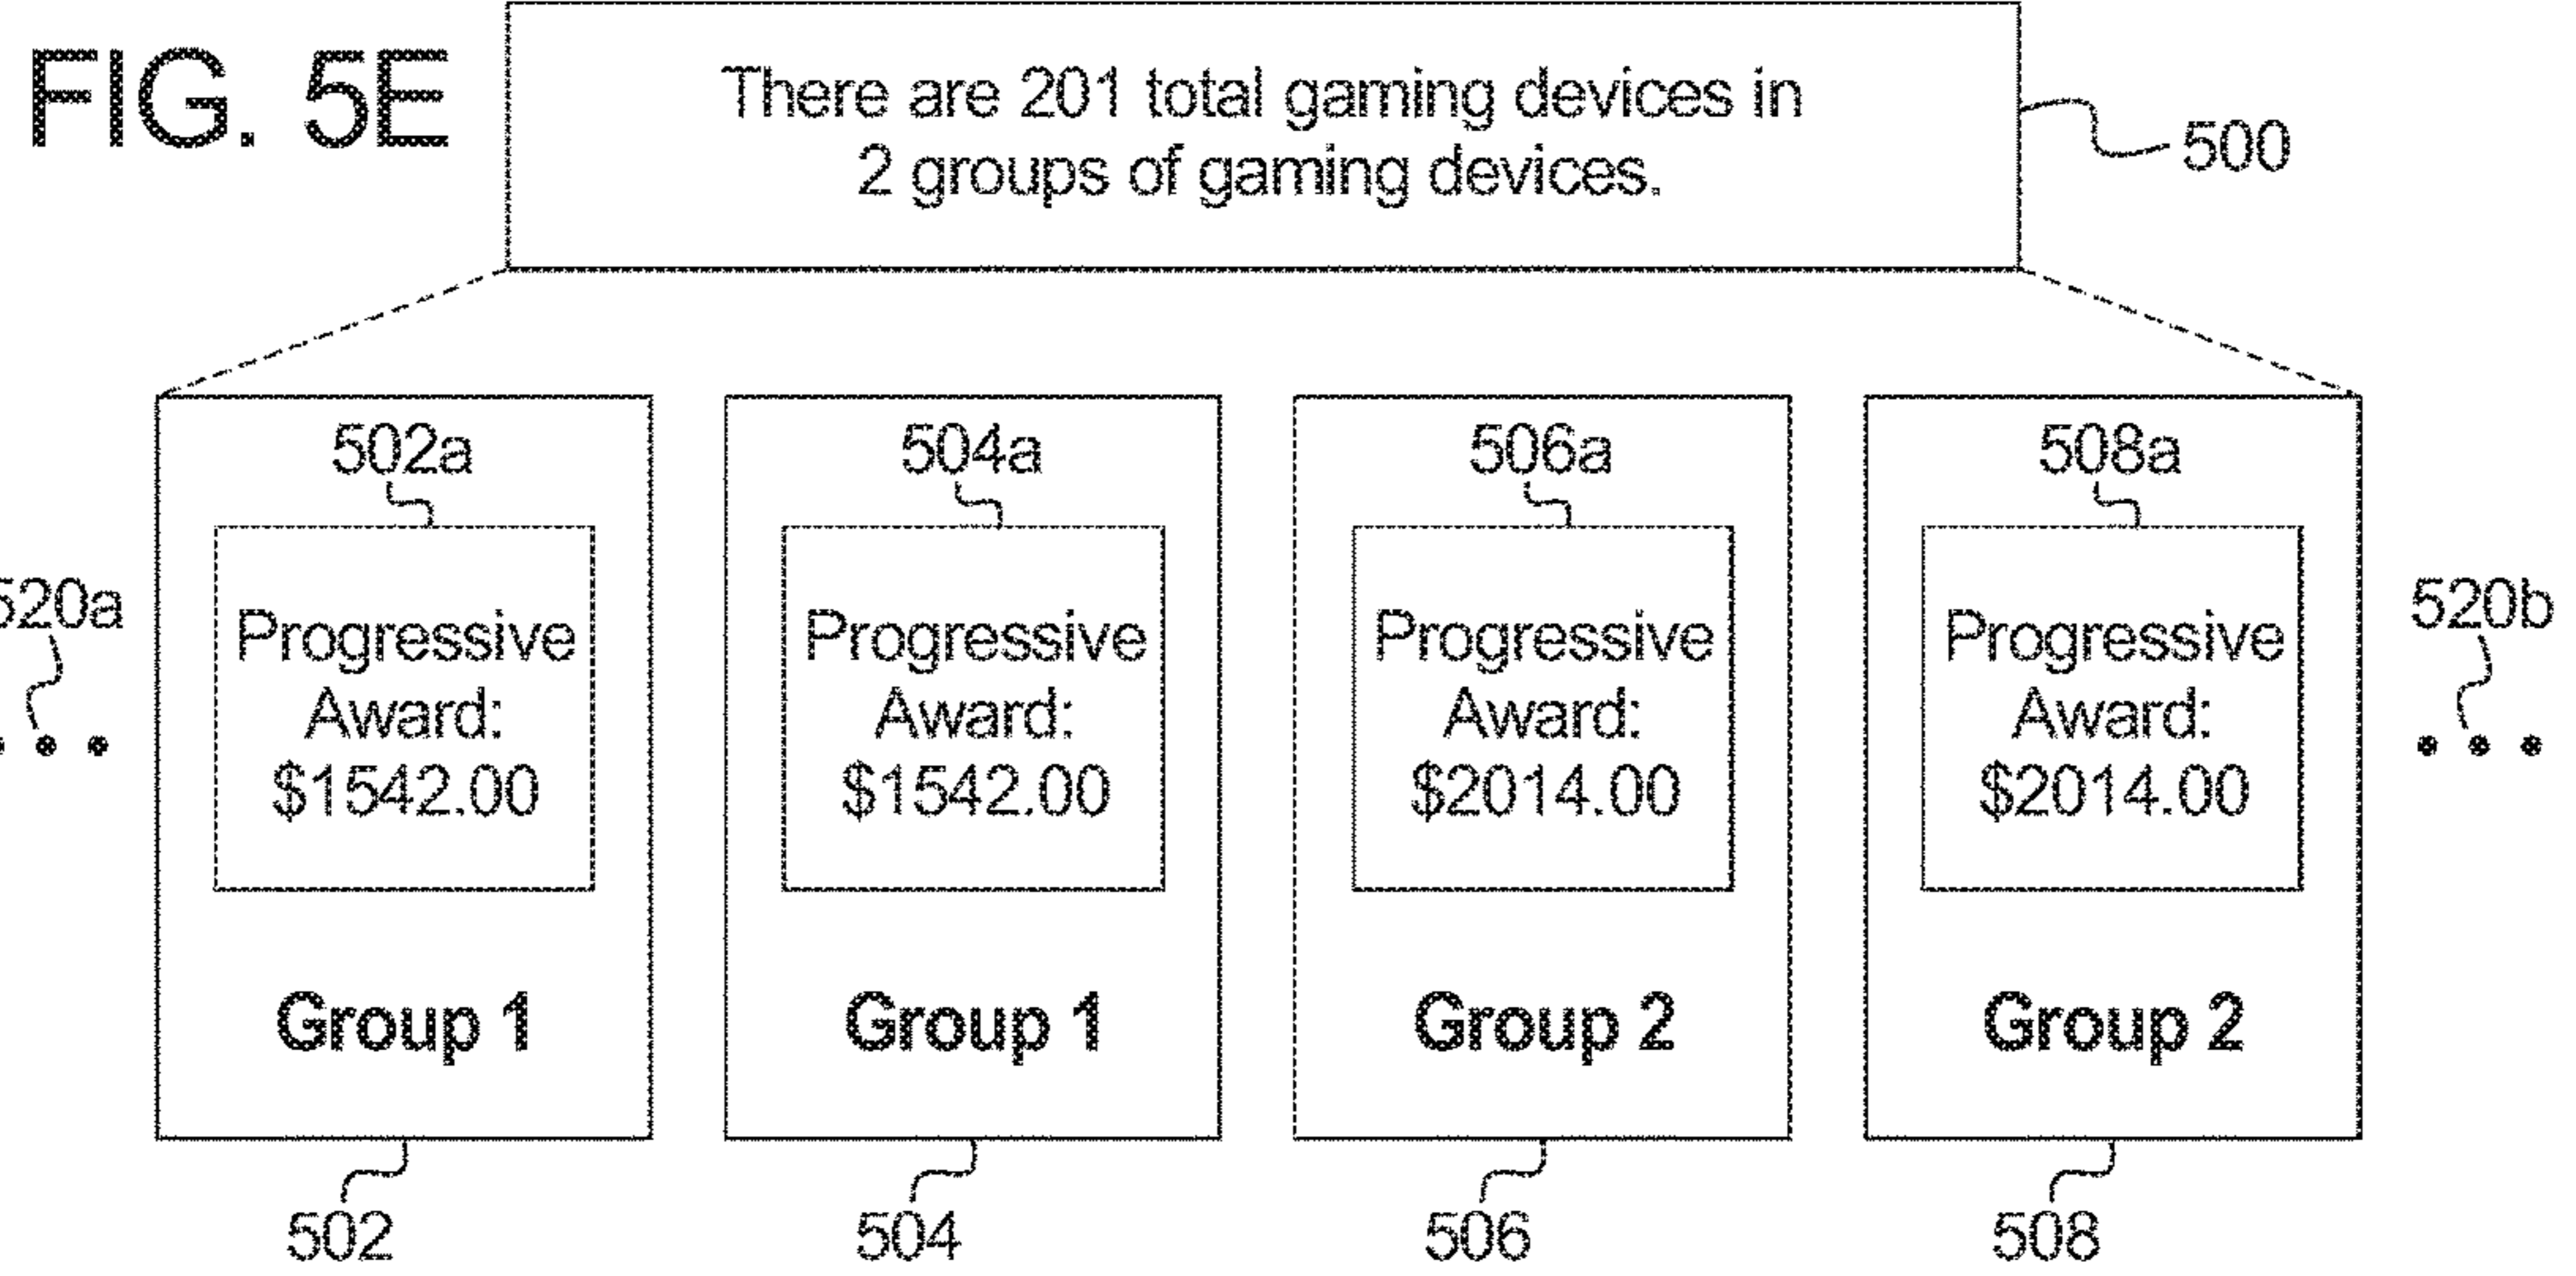 FIG. 5E
There are 201 total gaming devices in
2 groups of gaming devices.
500
502a
504a
506a
508a
520a
520b
Progressive
Award:
$1542.00
Progressive
Award:
$1542.00
Progressive
Award:
$2014.00
Progressive
Award:
$2014.00
Group 1
Group 1
Group 2
Group 2
502
504
506
508